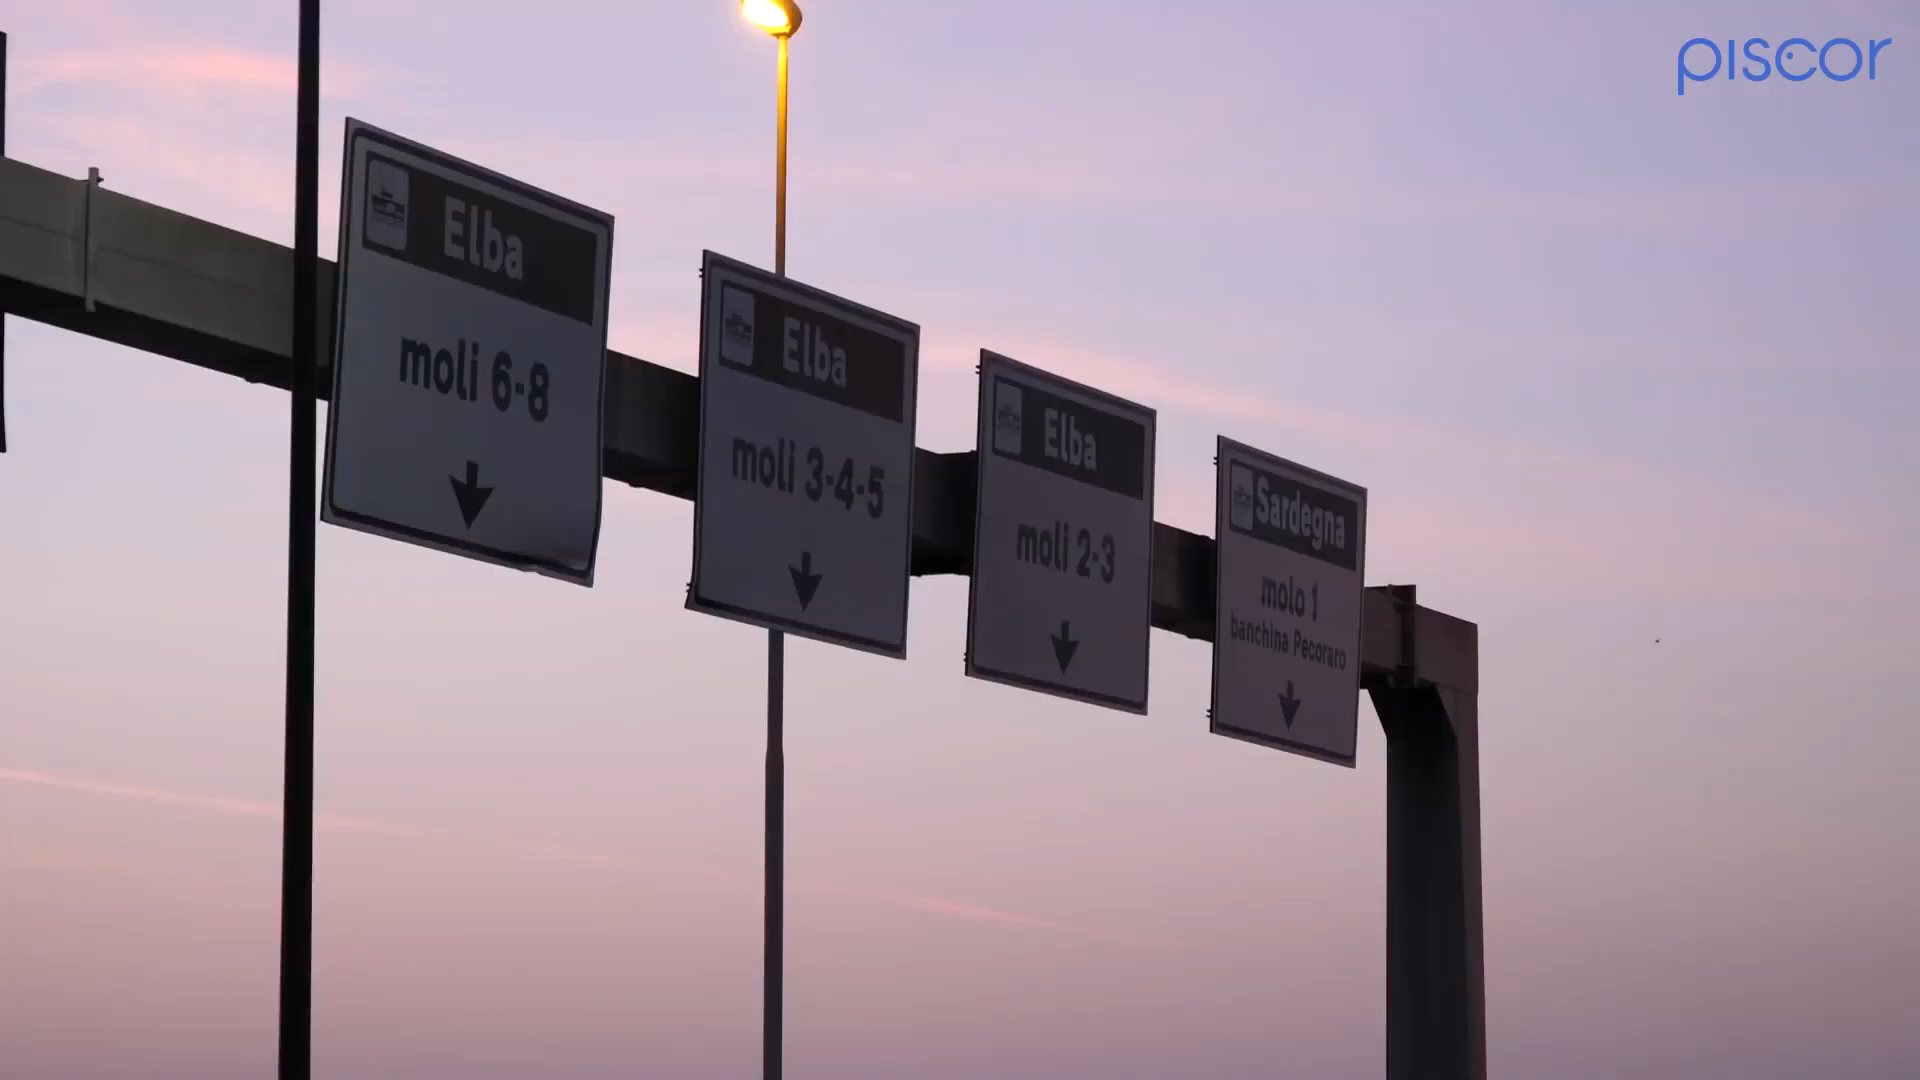 piscor
Elba
moli 6-8
Elba
moli 3-4-5
Elba
moli 2-3
Sardegna
molo 1
banchina Pecoraro